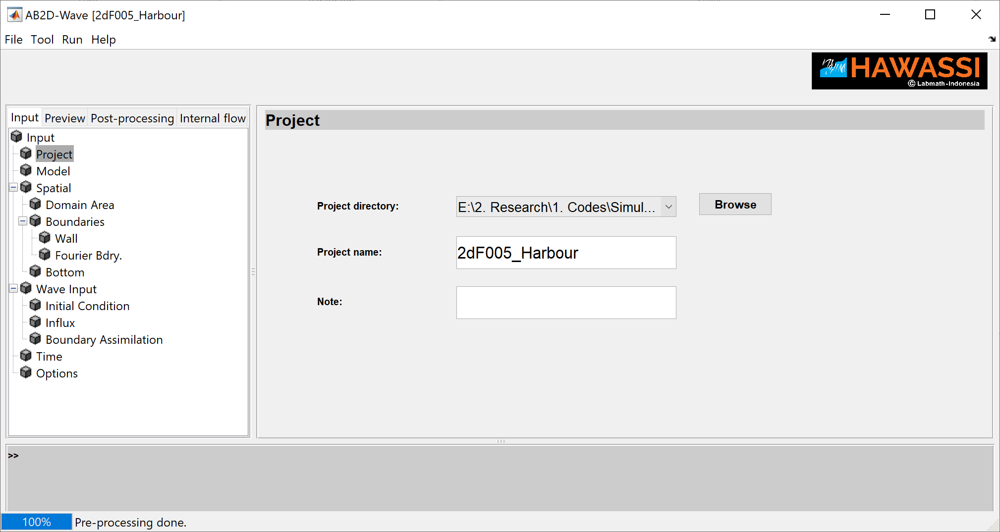 AB2D-Wave [2dF005_Harbour]
File Tool Run Help
HAWASSI
© Labmath-Indonesia
Input Preview Post-processing Internal flow
Input
Project
Model
Spatial
Domain Area
Boundaries
Wall
Fourier Bdry.
Bottom
Wave Input
Initial Condition
Influx
Boundary Assimilation
Time
Options
Project
Project directory: E:\2. Research\1. Codes\Simul... Browse
Project name: 2dF005_Harbour
Note:
>>
100% Pre-processing done.